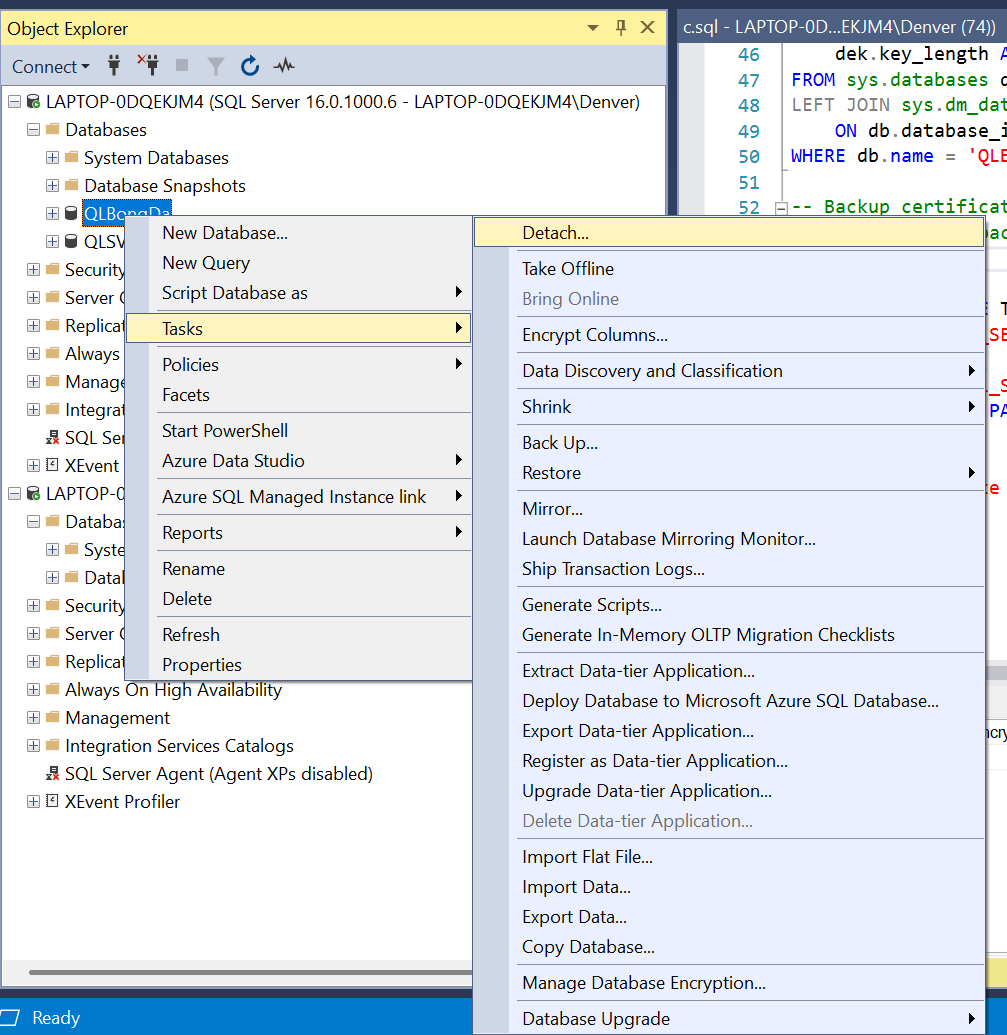 Object Explorer
Connect
LAPTOP-0DQEKJM4 (SQL Server 16.0.1000.6 - LAPTOP-0DQEKJM4\Denver)
Databases
System Databases
Database Snapshots
QLBongDa
QLSV
Security
Server
Replicat
Always
Manage
Integrat
SQL Ser
XEvent
LAPTOP-0
Databas
Syste
Datab
Security
Server
Replicat
Always On High Availability
Management
Integration Services Catalogs
SQL Server Agent (Agent XPs disabled)
XEvent Profiler
New Database...
New Query
Script Database as
Tasks
Policies
Facets
Start PowerShell
Azure Data Studio
Azure SQL Managed Instance link
Reports
Rename
Delete
Refresh
Properties
Detach...
Take Offline
Bring Online
Encrypt Columns...
Data Discovery and Classification
Shrink
Back Up...
Restore
Mirror...
Launch Database Mirroring Monitor...
Ship Transaction Logs...
Generate Scripts...
Generate In-Memory OLTP Migration Checklists
Extract Data-tier Application...
Deploy Database to Microsoft Azure SQL Database...
Export Data-tier Application...
Register as Data-tier Application...
Upgrade Data-tier Application...
Delete Data-tier Application...
Import Flat File...
Import Data...
Export Data...
Copy Database...
Manage Database Encryption...
Database Upgrade
c.sql - LAPTOP-0D...EKJM4\Denver (74))
46 dek.key_length
47 FROM sys.databases
48 LEFT JOIN sys.dm_dat
49 ON db.database_i
50 WHERE db.name = 'QLB
51
52 -- Backup certificat
Ready